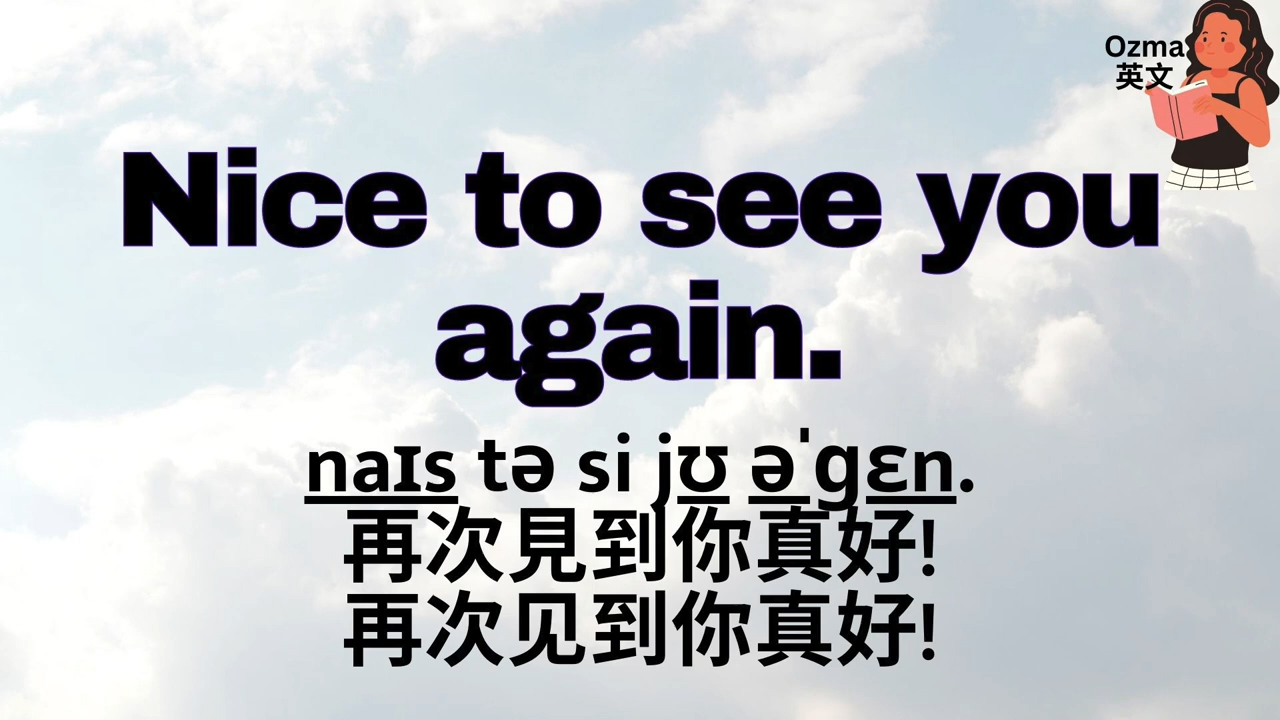 Ozma
英文
Nice to see you
again.
naɪs tə si jʊ əˈgɛn.
再次見到你真好!
再次见到你真好!